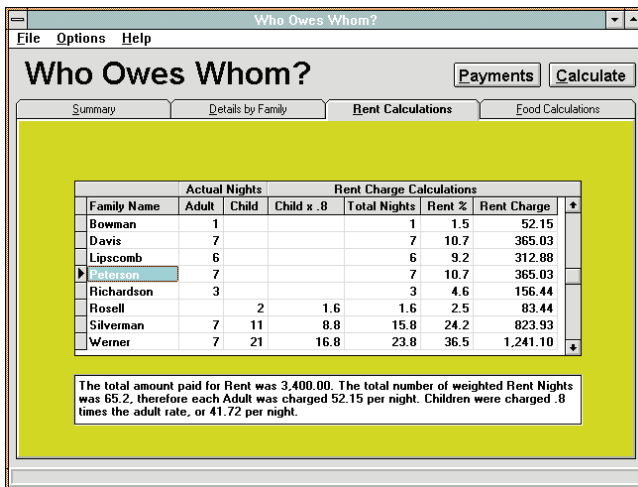 Who Owes Whom?
File Options Help
Who Owes Whom?
Payments Calculate
Summary Details by Family Rent Calculations Food Calculations
Actual Nights Rent Charge Calculations
Family Name Adult Child Child x .8 Total Nights Rent % Rent Charge
Bowman 1 1 1.5 52.15
Davis 7 7 10.7 365.03
Lipscomb 6 6 9.2 312.88
Peterson 7 7 10.7 365.03
Richardson 3 3 4.6 156.44
Rosell 2 1.6 1.6 2.5 83.44
Silverman 7 11 8.8 15.8 24.2 823.93
Werner 7 21 16.8 23.8 36.5 1,241.10
The total amount paid for Rent was 3,400.00. The total number of weighted Rent Nights
was 65.2, therefore each Adult was charged 52.15 per night. Children were charged .8
times the adult rate, or 41.72 per night.